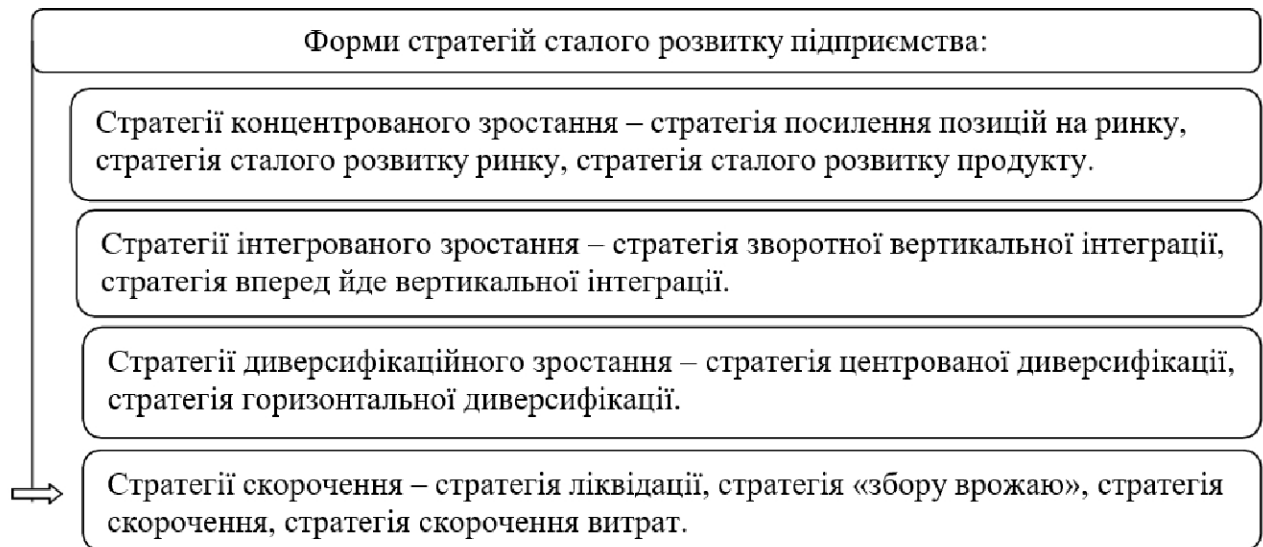 Форми стратегій сталого розвитку підприємства:
Стратегії концентрованого зростання – стратегія посилення позицій на ринку,
стратегія сталого розвитку ринку, стратегія сталого розвитку продукту.
Стратегії інтегрованого зростання – стратегія зворотної вертикальної інтеграції,
стратегія вперед йде вертикальної інтеграції.
Стратегії диверсифікаційного зростання – стратегія центрованої диверсифікації,
стратегія горизонтальної диверсифікації.
Стратегії скорочення – стратегія ліквідації, стратегія «збору врожаю», стратегія
скорочення, стратегія скорочення витрат.